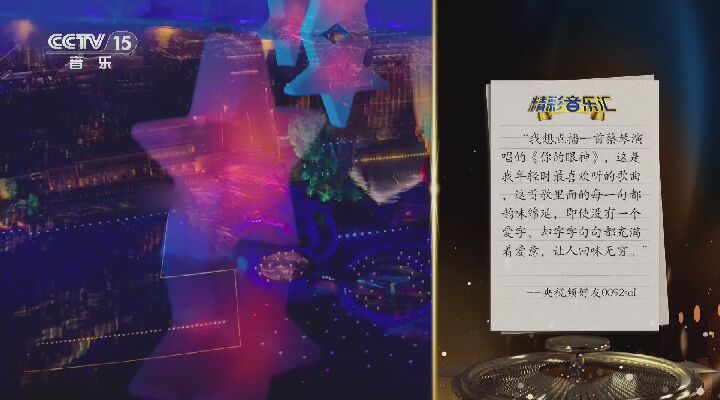 CCTV 15
音乐
精彩音乐汇
“我想点播一首蔡琴演
唱的《你的眼神》，这是
我年轻时最喜欢听的歌曲
，这首歌里面的每一句都
韵味绵延，即使没有一个
爱字，却字字句句都充满
着爱意，让人回味无穷。”
--央视频好友0092sol